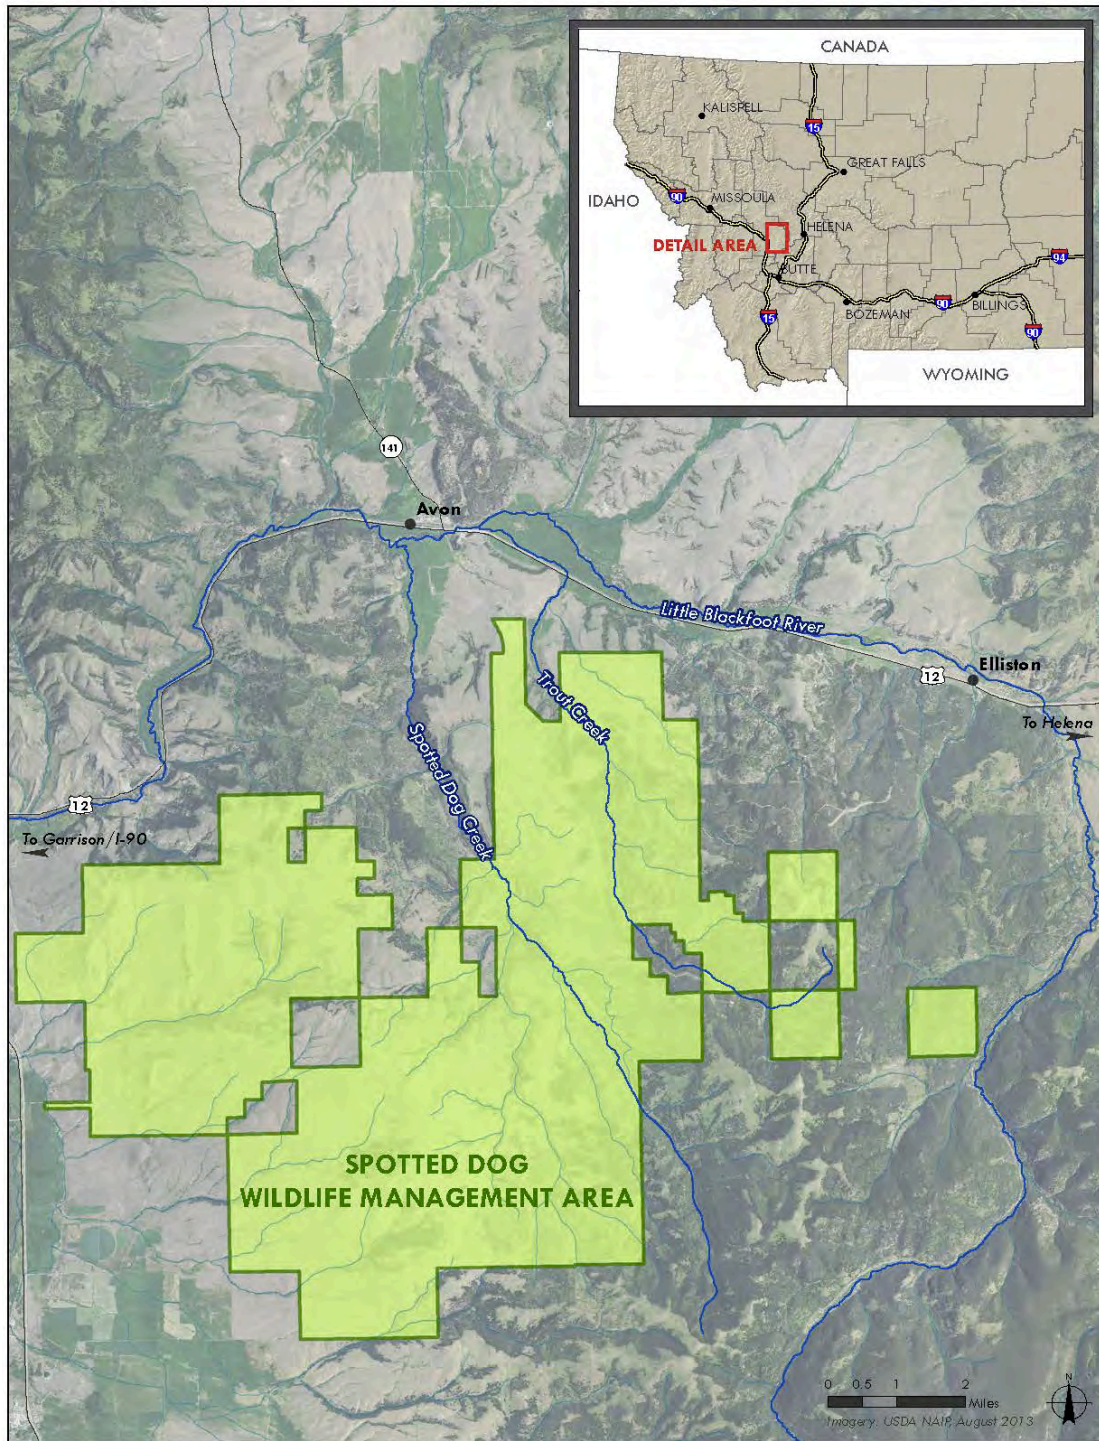 CANADA
KALISPELL
15
GREAT FALLS
IDAHO
90
MISSOULA
HELENA
DETAIL AREA
94
BUTTE
90
BILLINGS
BOZEMAN
15
90
WYOMING
141
Avon
Little Blackfoot River
Elliston
12
Trout Creek
To Helena
Spotted Dog Creek
12
To Garrison/I-90
SPOTTED DOG
WILDLIFE MANAGEMENT AREA
N
0 0.5 1 2
Miles
Imagery: USDA NAIP, August 2013